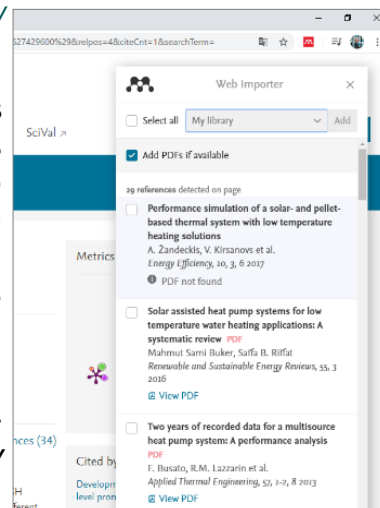 527429600%29&relpos=4&citeCnt=1&searchTerm=
SciVal
Web Importer
Select all
My library
Add
Add PDFs if available
29 references detected on page
Performance simulation of a solar- and pellet-
based thermal system with low temperature
heating solutions
A. Žandeckis, V. Kirsanovs et al.
Energy Efficiency, 10, 3, 6 2017
PDF not found
Solar assisted heat pump systems for low
temperature water heating applications: A
systematic review PDF
Mahmut Sami Buker, Saffa B. Riffat
Renewable and Sustainable Energy Reviews, 55, 3
2016
View PDF
Two years of recorded data for a multisource
heat pump system: A performance analysis
PDF
F. Busato, R.M. Lazzarin et al.
Applied Thermal Engineering, 57, 1-2, 8 2013
View PDF
Metrics
nces (34)
Cited by
Developm
level pron